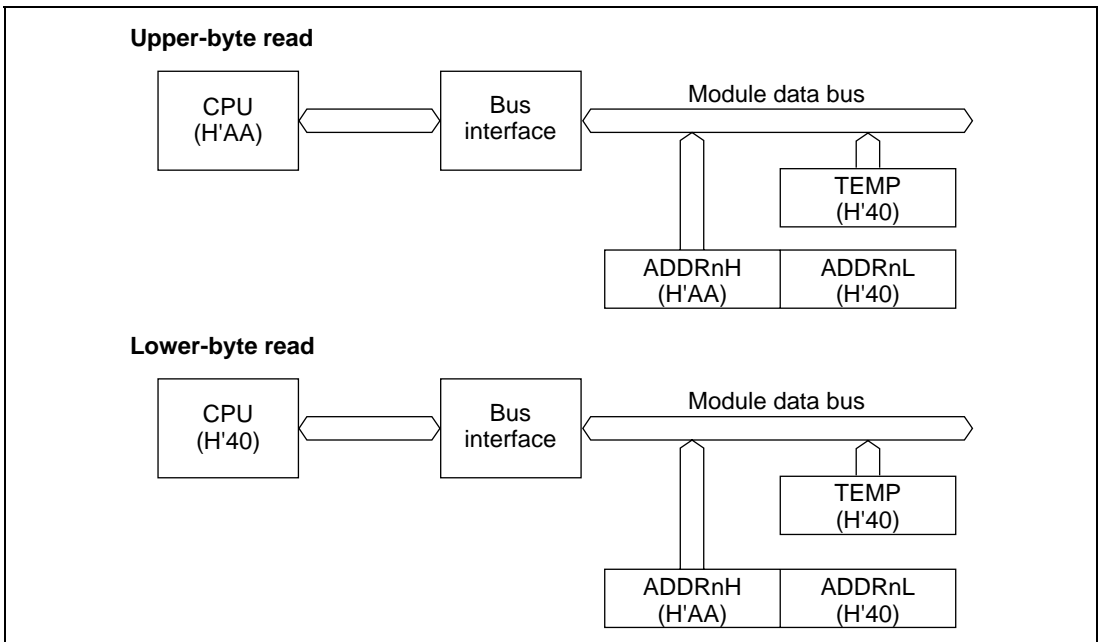 Upper-byte read
CPU
(H'AA)
Bus
interface
Module data bus
TEMP
(H'40)
ADDRnH
(H'AA)
ADDRnL
(H'40)
Lower-byte read
CPU
(H'40)
Bus
interface
Module data bus
TEMP
(H'40)
ADDRnH
(H'AA)
ADDRnL
(H'40)